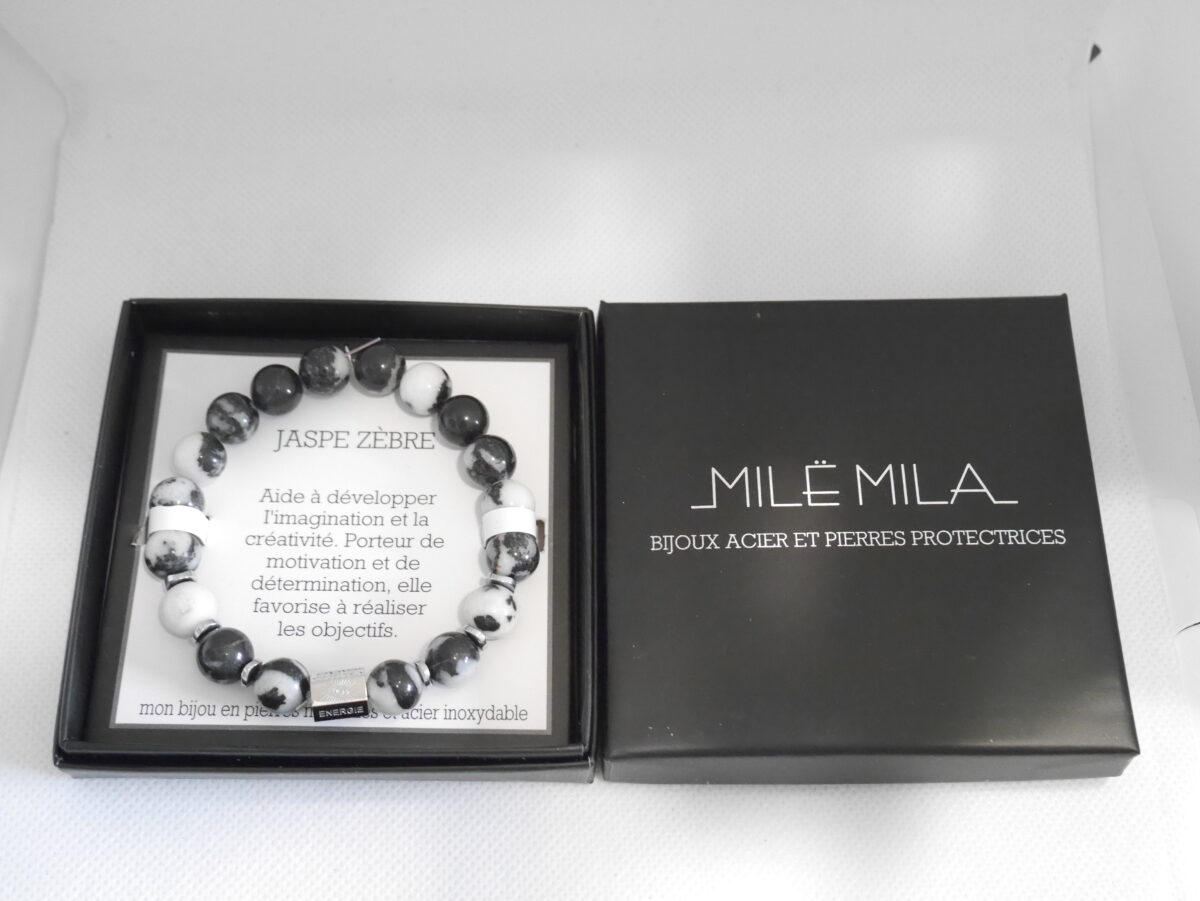 JASPE ZÈBRE
Aide à développer
l'imagination et la
créativité. Porteur de
motivation et de
détermination, elle
favorise à réaliser
les objectifs.
mon bijou en acier inoxydable
ENERGIE
MILË MILA
BIJOUX ACIER ET PIERRES PROTECTRICES